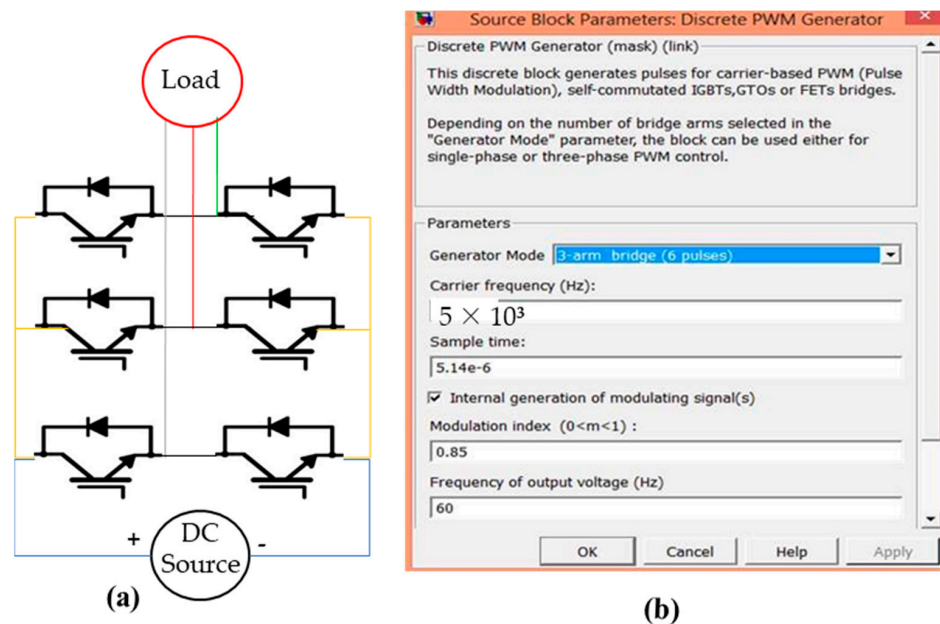 Load
+
DC
-
Source
(a)
Source Block Parameters: Discrete PWM Generator
Discrete PWM Generator (mask) (link)
This discrete block generates pulses for carrier-based PWM (Pulse
Width Modulation), self-commutated IGBTs,GTOs or FETs bridges.
Depending on the number of bridge arms selected in the
"Generator Mode" parameter, the block can be used either for
single-phase or three-phase PWM control.
Parameters
Generator Mode 3-arm bridge (6 pulses)
Carrier frequency (Hz):
5 × 10³
Sample time:
5.14e-6
Internal generation of modulating signal(s)
Modulation index (0<m<1) :
0.85
Frequency of output voltage (Hz)
60
OK Cancel Help Apply
(b)